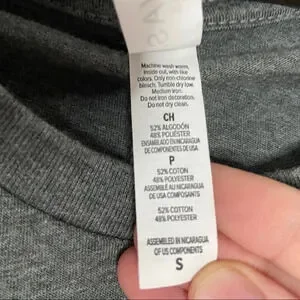 Machine wash warm,
inside out, with like
colors. Only non-chlorine
bleach. Tumble dry low.
Medium iron.
Do not iron decoration.
Do not dry clean.
CH
52% ALGODÓN
48% POLIÉSTER
ENSAMBLADO EN NICARAGUA
DE COMPONENTES DE USA
P
52% COTON
48% POLYESTER
ASSEMBLÉ AU NICARAGUA
DE USA COMPOSANTS
52% COTTON
48% POLYESTER
ASSEMBLED IN NICARAGUA
OF US COMPONENTS
S